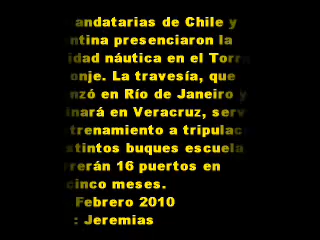 andatarias de Chile y
ntina presenciaron la
idad náutica en el Torr
onje. La travesía, que
nzó en Río de Janeiro y
inará en Veracruz, serv
trenamiento a tripulac
stintos buques escuela
rrerán 16 puertos en
cinco meses.
Febrero 2010
: Jeremias